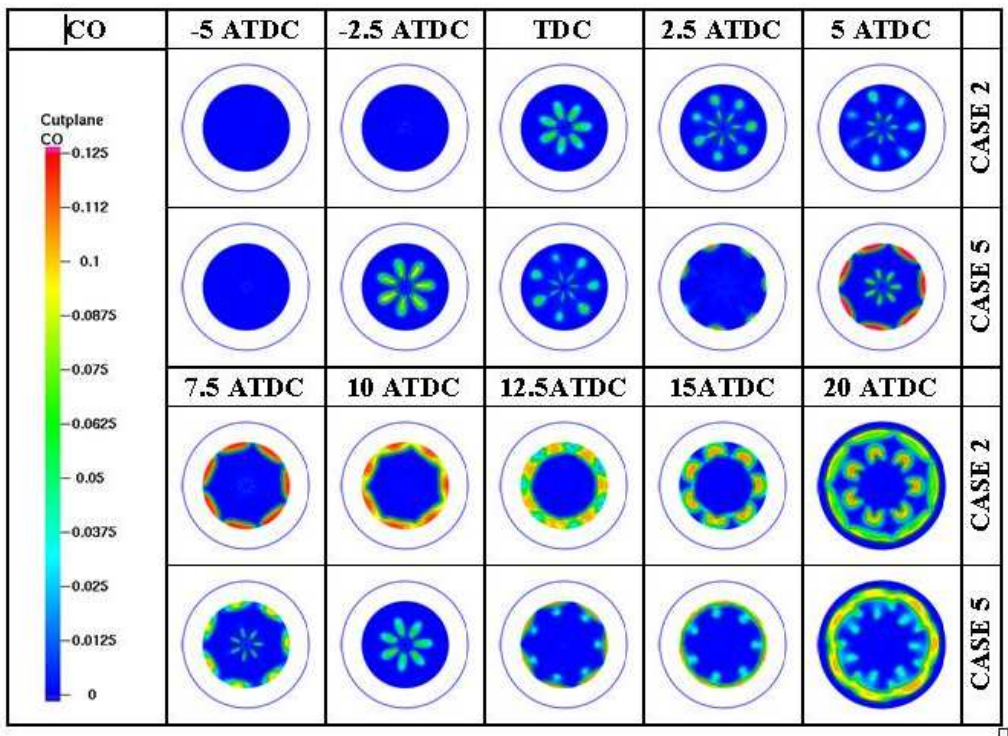 CO -5 ATDC -2.5 ATDC TDC 2.5 ATDC 5 ATDC
CASE 2
Cutplane
CO
0.125
0.112
0.1
0.0875
0.075
0.0625
0.05
0.0375
0.025
0.0125
0
CASE 5
7.5 ATDC 10 ATDC 12.5ATDC 15ATDC 20 ATDC
CASE 2
CASE 5